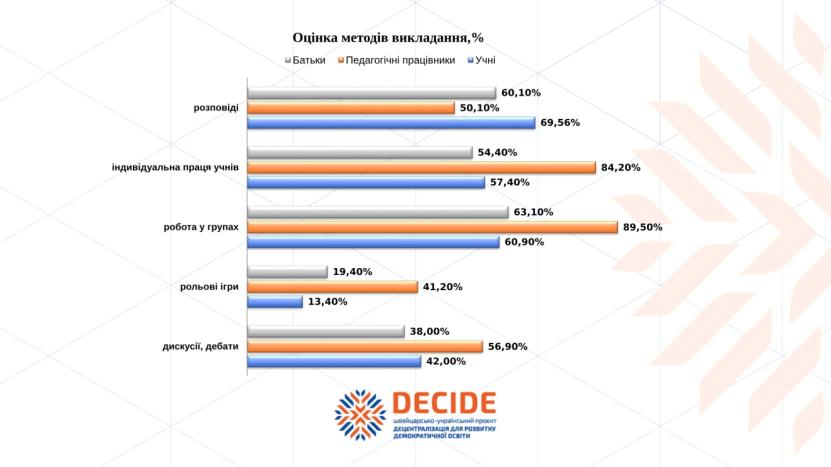 Оцінка методів викладання,%
Батьки Педагогічні працівники Учні
розповіді
60,10%
50,10%
69,56%
індивідуальна праця учнів
54,40%
84,20%
57,40%
робота у групах
63,10%
89,50%
60,90%
рольові ігри
19,40%
41,20%
13,40%
дискусії, дебати
38,00%
56,90%
42,00%
DECIDE
швейцарсько-український проєкт
ДЕЦЕНТРАЛІЗАЦІЯ ДЛЯ РОЗВИТКУ
ДЕМОКРАТИЧНОЇ ОСВІТИ